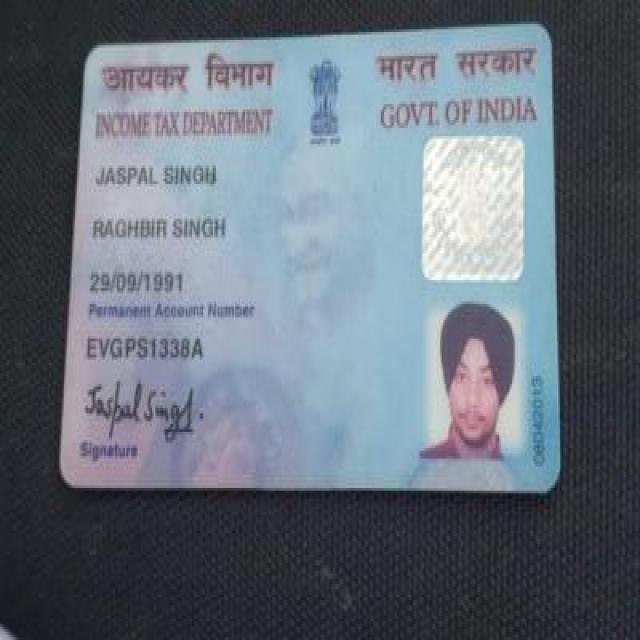 आयकर विभाग
INCOME TAX DEPARTMENT
भारत सरकार
GOVT. OF INDIA
JASPAL SINGH
RAGHBIR SINGH
29/09/1991
Permanent Account Number
EVGPS1338A
Jaspal Singh.
Signature
08042015